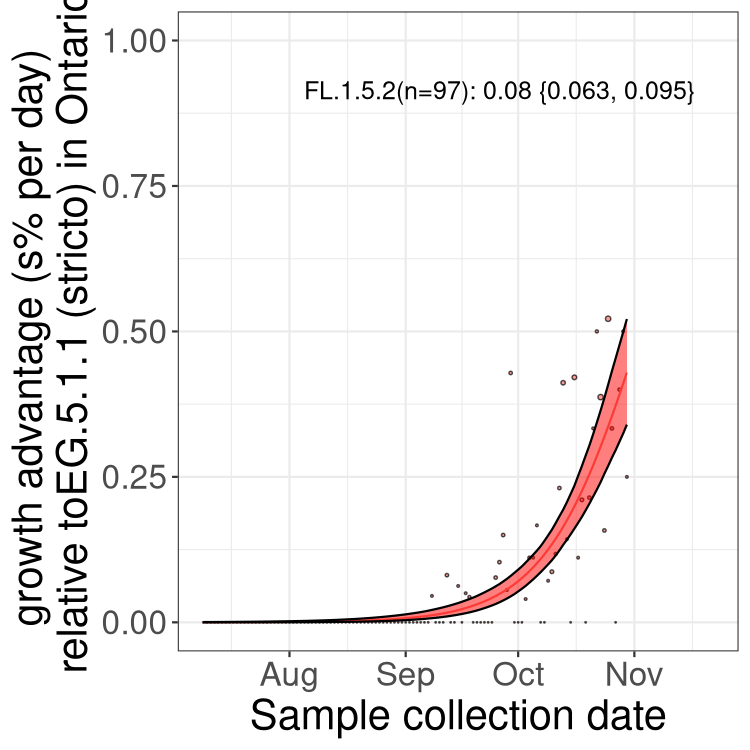 growth advantage (s% per day)
relative toEG.5.1.1 (stricto) in Ontario
1.00
0.75
0.50
0.25
0.00
FL.1.5.2(n=97): 0.08 {0.063, 0.095}
Aug Sep Oct Nov
Sample collection date